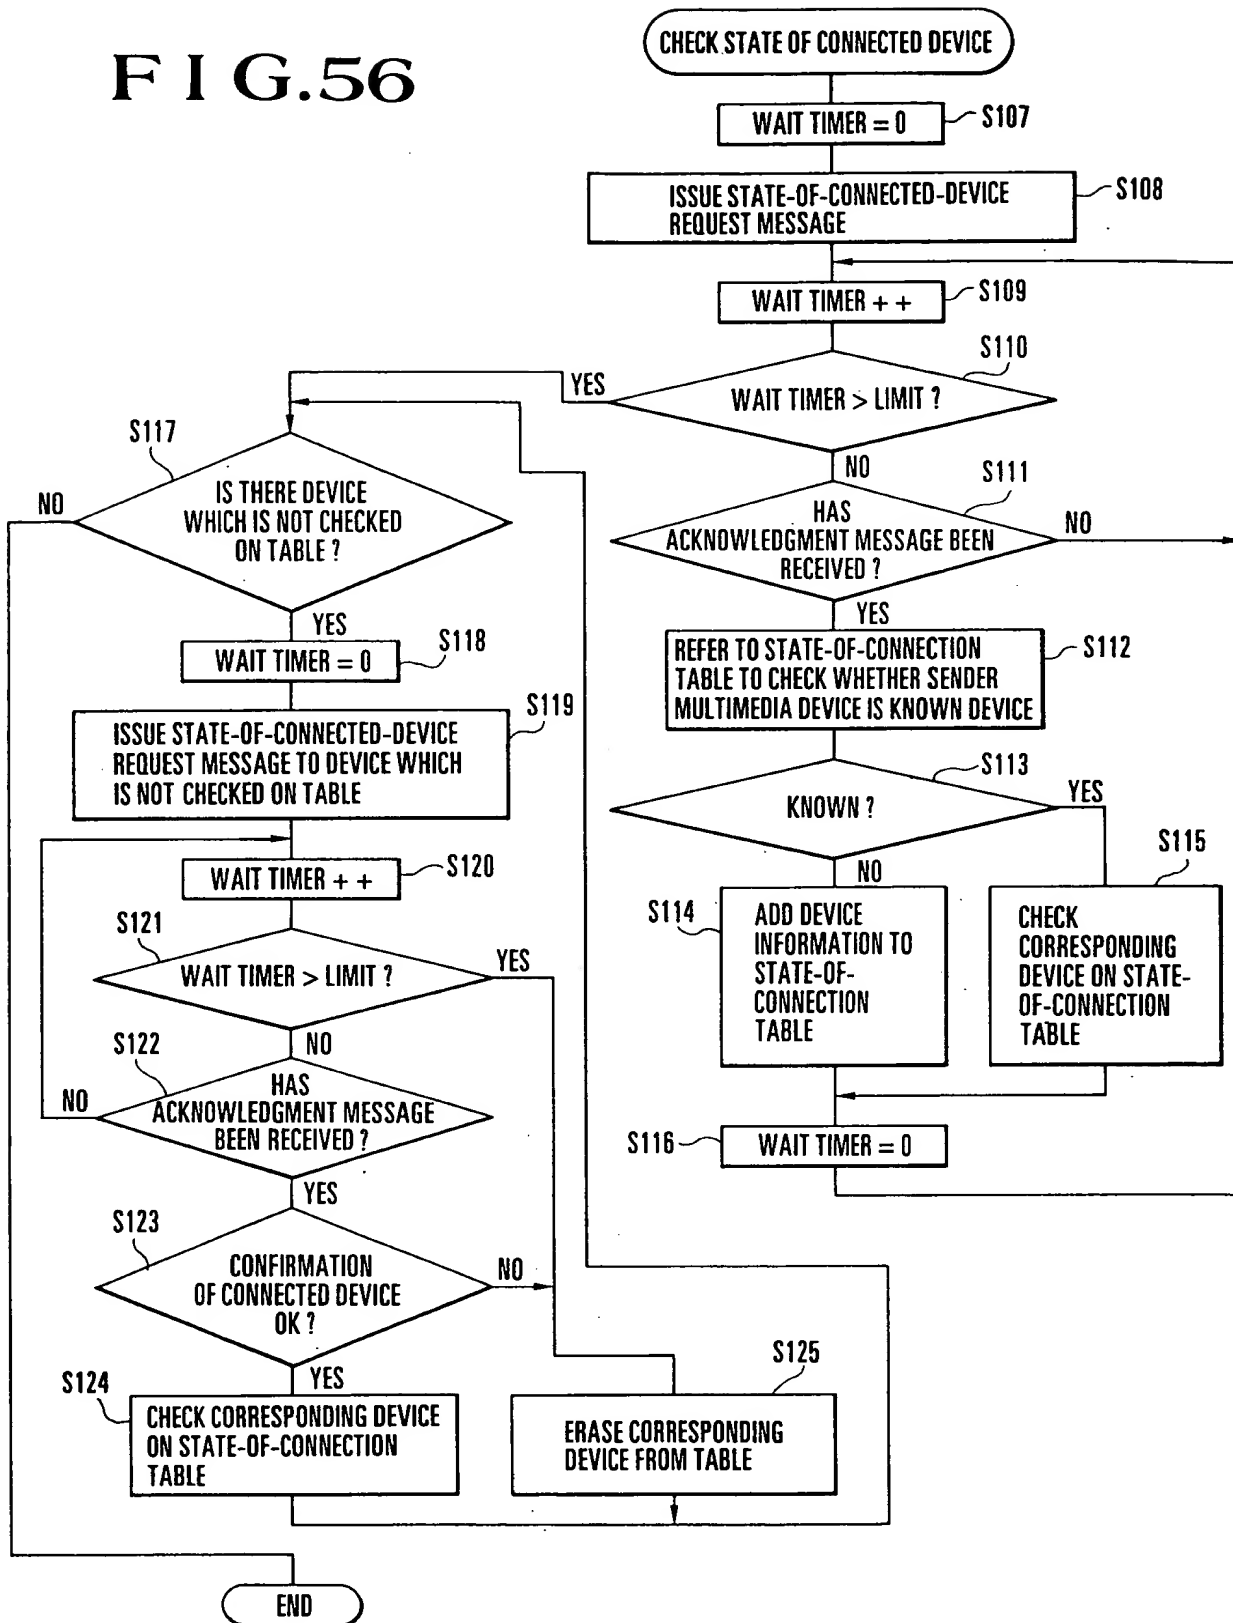 FIG.56
CHECK STATE OF CONNECTED DEVICE
WAIT TIMER = 0
S107
ISSUE STATE-OF-CONNECTED-DEVICE
REQUEST MESSAGE
S108
WAIT TIMER + +
S109
WAIT TIMER > LIMIT ?
S110
YES
NO
HAS
ACKNOWLEDGMENT MESSAGE BEEN
RECEIVED ?
S111
NO
YES
REFER TO STATE-OF-CONNECTION
TABLE TO CHECK WHETHER SENDER
MULTIMEDIA DEVICE IS KNOWN DEVICE
S112
KNOWN ?
S113
YES
NO
S114
ADD DEVICE
INFORMATION TO
STATE-OF-
CONNECTION
TABLE
S115
CHECK
CORRESPONDING
DEVICE ON STATE-
OF-CONNECTION
TABLE
S116
WAIT TIMER = 0
S117
IS THERE DEVICE
WHICH IS NOT CHECKED
ON TABLE ?
NO
YES
WAIT TIMER = 0
S118
ISSUE STATE-OF-CONNECTED-DEVICE
REQUEST MESSAGE TO DEVICE WHICH
IS NOT CHECKED ON TABLE
S119
WAIT TIMER + +
S120
S121
WAIT TIMER > LIMIT ?
YES
NO
S122
HAS
ACKNOWLEDGMENT MESSAGE
BEEN RECEIVED ?
NO
YES
S123
CONFIRMATION
OF CONNECTED DEVICE
OK ?
NO
YES
S124
CHECK CORRESPONDING DEVICE
ON STATE-OF-CONNECTION
TABLE
S125
ERASE CORRESPONDING
DEVICE FROM TABLE
END